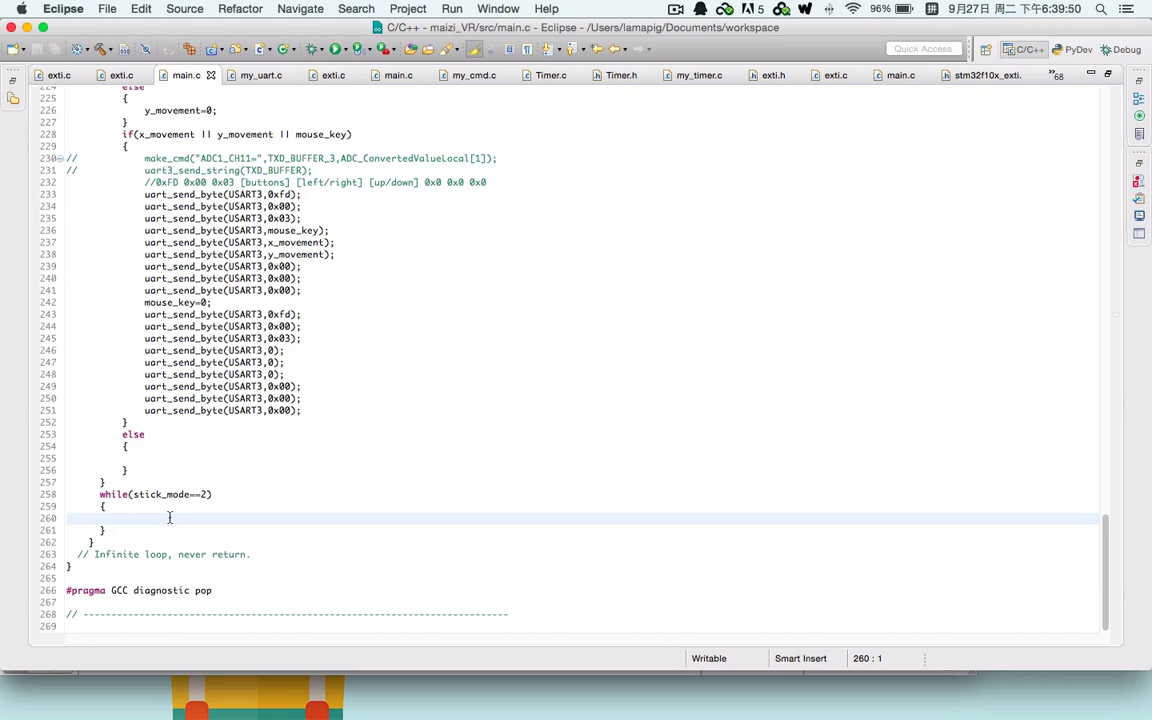 Eclipse File Edit Source Refactor Navigate Search Project Run Window Help 5 96% 拼 9月27日 周二 下午6:39:50
C/C++ - maizi_VR/src/main.c - Eclipse - /Users/lamapig/Documents/workspace
Quick Access C/C++ PyDev Debug
exti.c exti.c main.c my_uart.c exti.c main.c my_cmd.c Timer.c Timer.h my_timer.c exti.h exti.c main.c stm32f10x_exti. »68
224 else
225 {
226 y_movement=0;
227 }
228 if(x_movement || y_movement || mouse_key)
229 {
230 // make_cmd("ADC1_CH11=",TXD_BUFFER_3,ADC_ConvertedValueLocal[1]);
231 // uart3_send_string(TXD_BUFFER);
232 //0xFD 0x00 0x03 [buttons] [left/right] [up/down] 0x0 0x0 0x0
233 uart_send_byte(USART3,0xfd);
234 uart_send_byte(USART3,0x00);
235 uart_send_byte(USART3,0x03);
236 uart_send_byte(USART3,mouse_key);
237 uart_send_byte(USART3,x_movement);
238 uart_send_byte(USART3,y_movement);
239 uart_send_byte(USART3,0x00);
240 uart_send_byte(USART3,0x00);
241 uart_send_byte(USART3,0x00);
242 mouse_key=0;
243 uart_send_byte(USART3,0xfd);
244 uart_send_byte(USART3,0x00);
245 uart_send_byte(USART3,0x03);
246 uart_send_byte(USART3,0);
247 uart_send_byte(USART3,0);
248 uart_send_byte(USART3,0);
249 uart_send_byte(USART3,0x00);
250 uart_send_byte(USART3,0x00);
251 uart_send_byte(USART3,0x00);
252 }
253 else
254 {
255
256 }
257 }
258 while(stick_mode==2)
259 {
260
261 }
262 }
263 // Infinite loop, never return.
264 }
265
266 #pragma GCC diagnostic pop
267
268 // ----------------------------------------------------------------------------
269
Writable Smart Insert 260 : 1